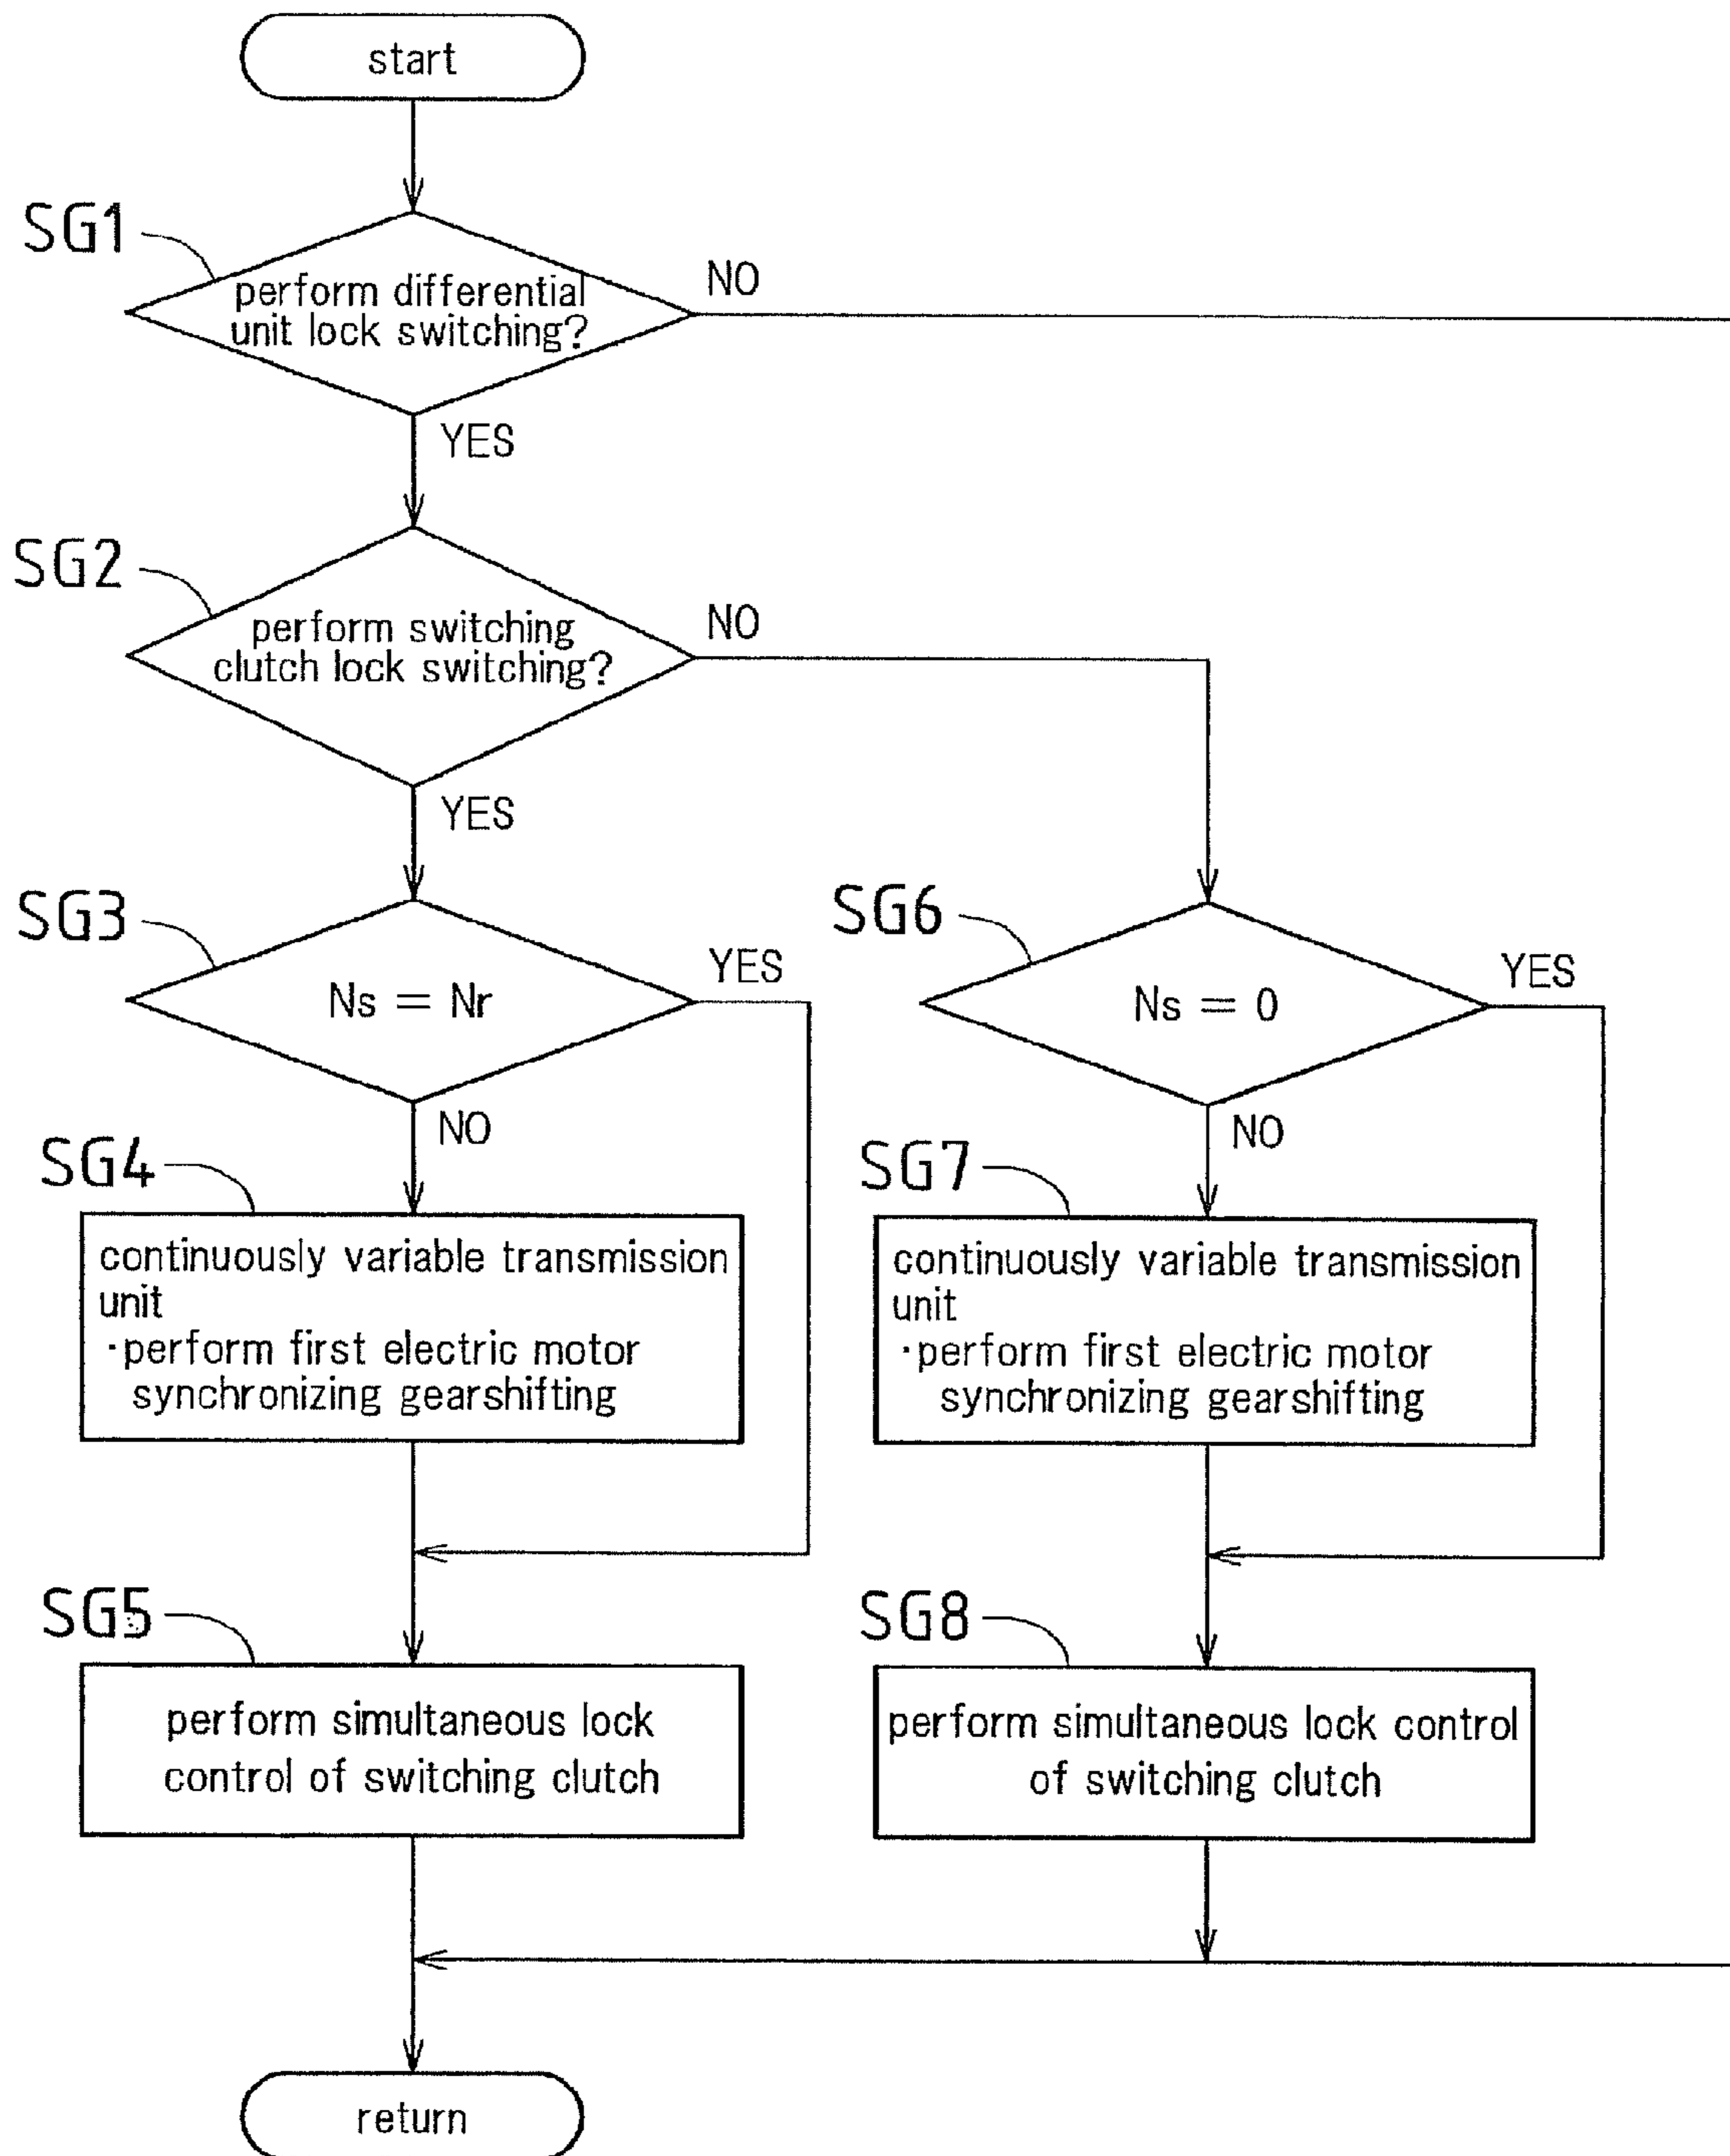 start
SG1
perform differential
unit lock switching?
NO
YES
SG2
perform switching
clutch lock switching?
NO
YES
SG3
Ns = Nr
YES
NO
SG6
Ns = 0
YES
NO
SG4
continuously variable transmission
unit
·perform first electric motor
synchronizing gearshifting
SG7
continuously variable transmission
unit
·perform first electric motor
synchronizing gearshifting
SG5
perform simultaneous lock
control of switching clutch
SG8
perform simultaneous lock control
of switching clutch
return